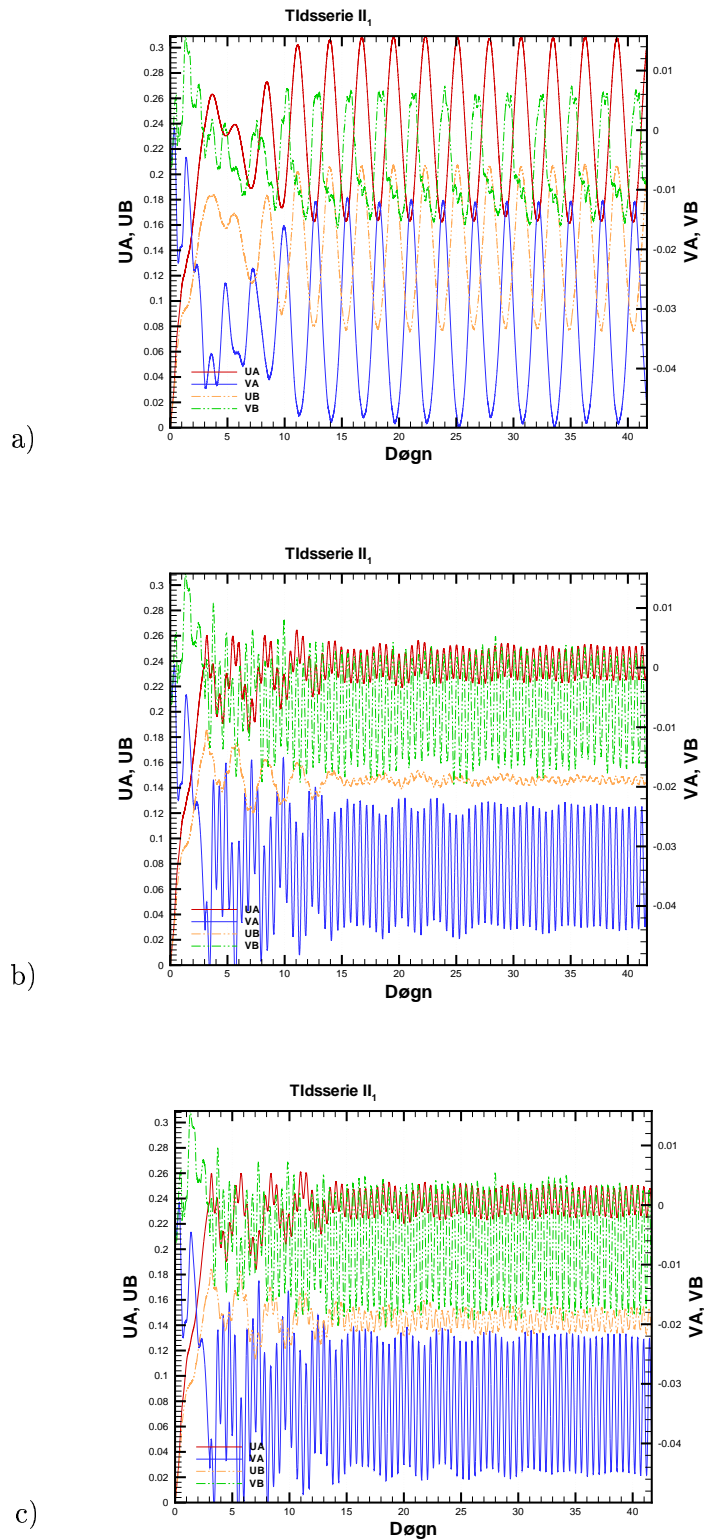 TIdsserie II₁
0.3
0.28
0.26
0.24
0.22
0.2
0.18
0.16
0.14
0.12
0.1
0.08
0.06
0.04
0.02
0
UA, UB
0.01
0
-0.01
-0.02
-0.03
-0.04
VA, VB
UA
VA
UB
VB
0 5 10 15 20 25 30 35 40
Døgn
a)
TIdsserie II₁
0.3
0.28
0.26
0.24
0.22
0.2
0.18
0.16
0.14
0.12
0.1
0.08
0.06
0.04
0.02
0
UA, UB
0.01
0
-0.01
-0.02
-0.03
-0.04
VA, VB
UA
VA
UB
VB
0 5 10 15 20 25 30 35 40
Døgn
b)
TIdsserie II₁
0.3
0.28
0.26
0.24
0.22
0.2
0.18
0.16
0.14
0.12
0.1
0.08
0.06
0.04
0.02
0
UA, UB
0.01
0
-0.01
-0.02
-0.03
-0.04
VA, VB
UA
VA
UB
VB
0 5 10 15 20 25 30 35 40
Døgn
c)